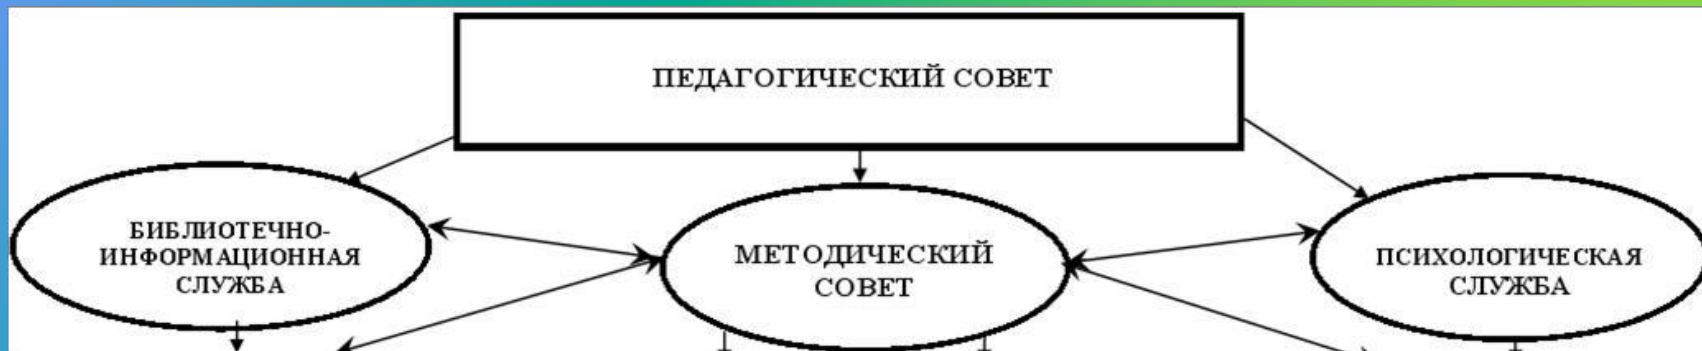 ПЕДАГОГИЧЕСКИЙ СОВЕТ
БИБЛИОТЕЧНО-
ИНФОРМАЦИОННАЯ
СЛУЖБА
МЕТОДИЧЕСКИЙ
СОВЕТ
ПСИХОЛОГИЧЕСКАЯ
СЛУЖБА